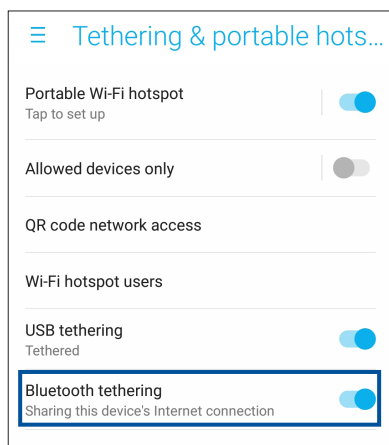 Tethering & portable hots...
Portable Wi-Fi hotspot
Tap to set up
Allowed devices only
QR code network access
Wi-Fi hotspot users
USB tethering
Tethered
Bluetooth tethering
Sharing this device's Internet connection